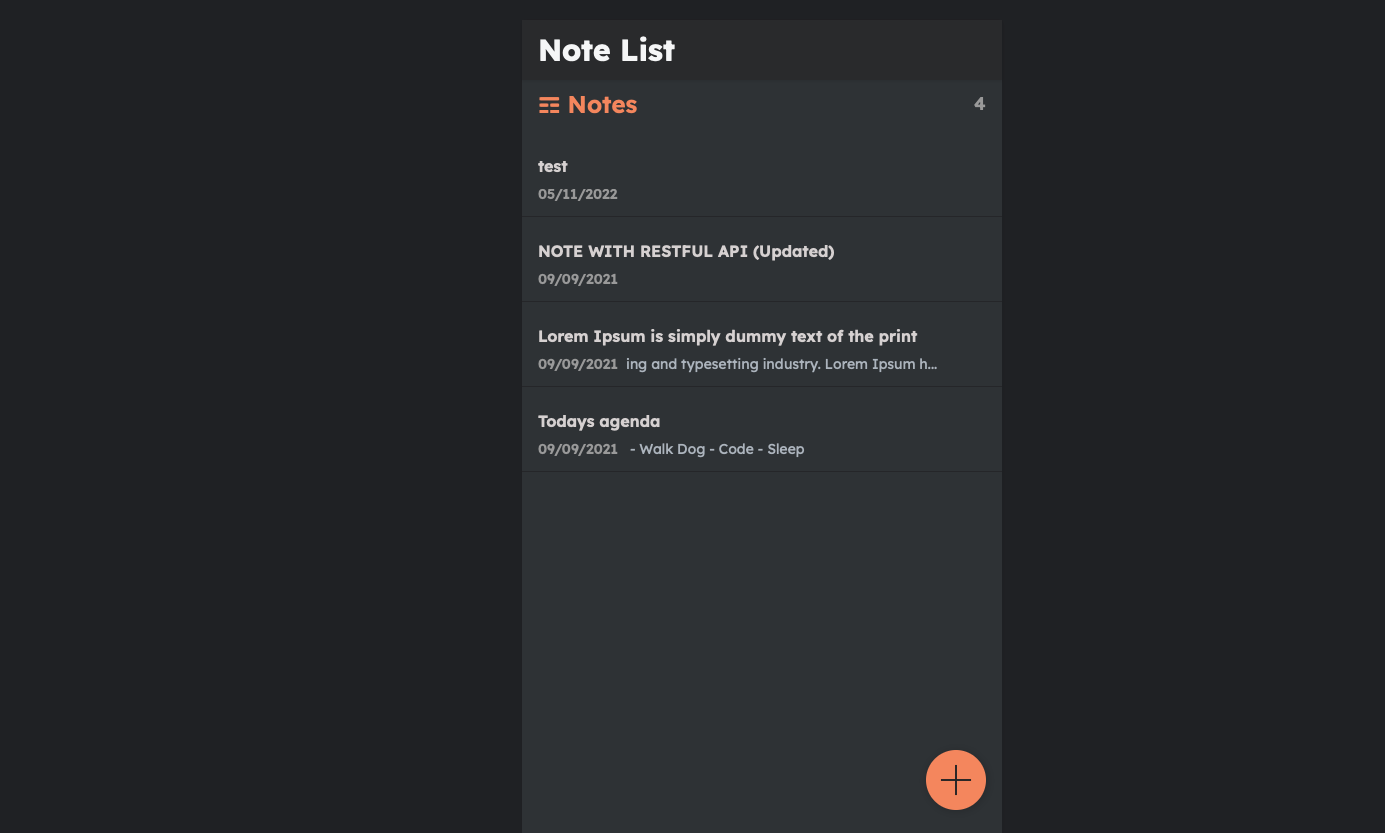 Note List
Notes 4
test
05/11/2022
NOTE WITH RESTFUL API (Updated)
09/09/2021
Lorem Ipsum is simply dummy text of the print
09/09/2021 ing and typesetting industry. Lorem Ipsum h...
Todays agenda
09/09/2021 - Walk Dog - Code - Sleep